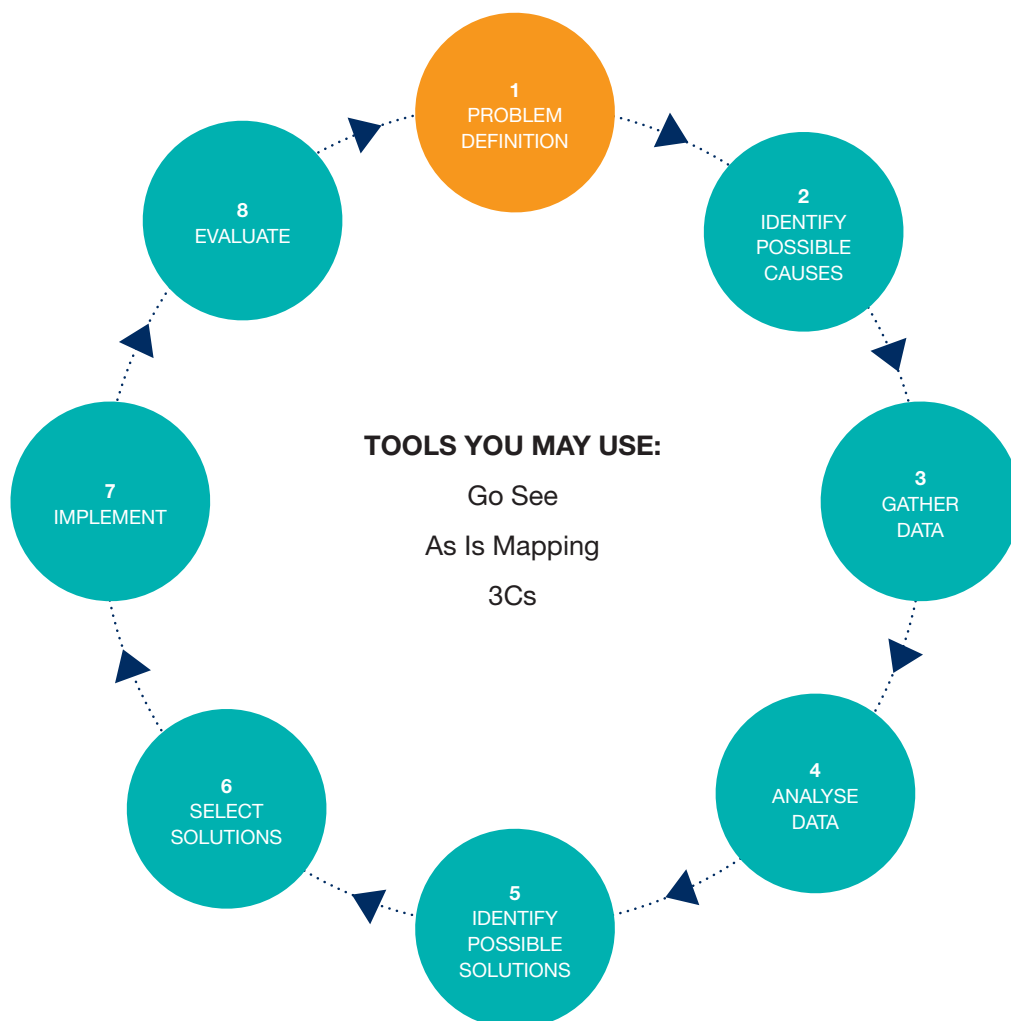 1
PROBLEM
DEFINITION
2
IDENTIFY
POSSIBLE
CAUSES
3
GATHER
DATA
4
ANALYSE
DATA
5
IDENTIFY
POSSIBLE
SOLUTIONS
6
SELECT
SOLUTIONS
7
IMPLEMENT
8
EVALUATE
TOOLS YOU MAY USE:
Go See
As Is Mapping
3Cs